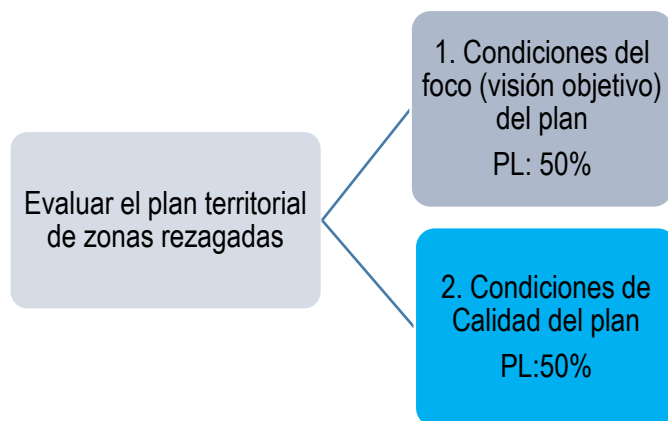 Evaluar el plan territorial
de zonas rezagadas
1. Condiciones del
foco (visión objetivo)
del plan
PL: 50%
2. Condiciones de
Calidad del plan
PL:50%